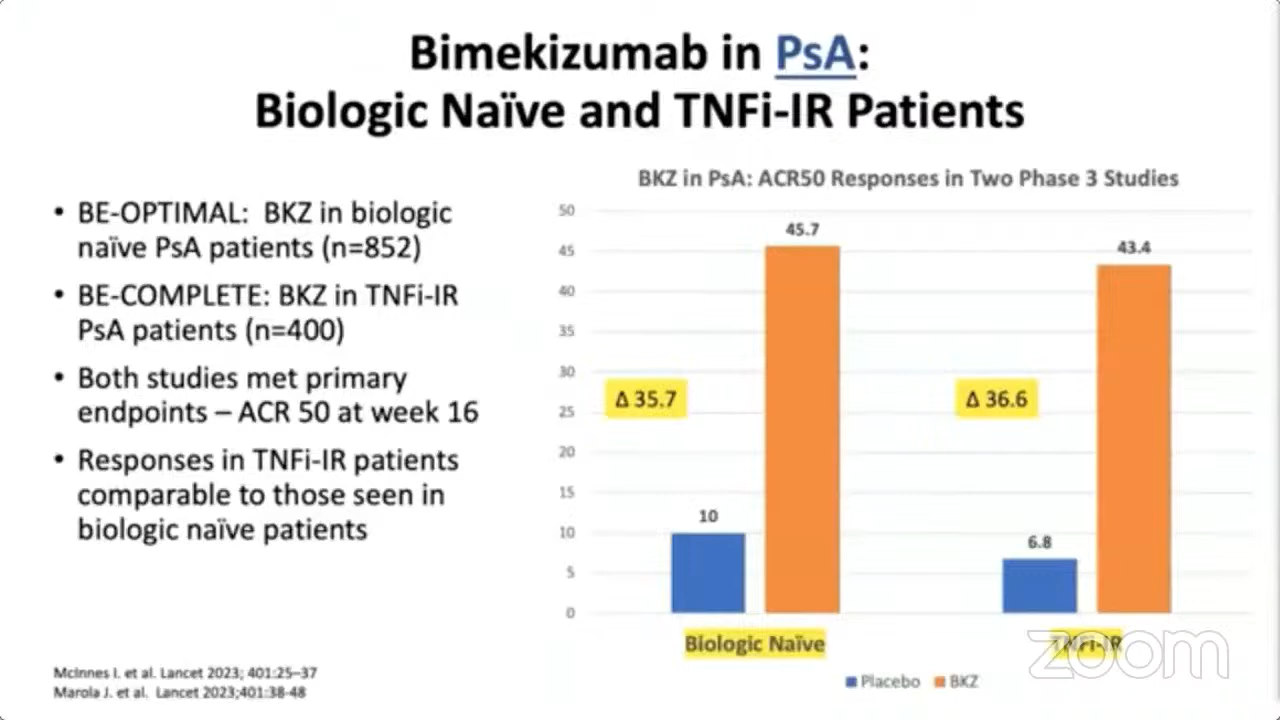 Bimekizumab in PsA:
Biologic Naïve and TNFi-IR Patients
• BE-OPTIMAL: BKZ in biologic
naïve PsA patients (n=852)
• BE-COMPLETE: BKZ in TNFi-IR
PsA patients (n=400)
• Both studies met primary
endpoints – ACR 50 at week 16
• Responses in TNFi-IR patients
comparable to those seen in
biologic naïve patients
McInnes I. et al. Lancet 2023; 401:25–37
Marola J. et al. Lancet 2023;401:38-48
BKZ in PsA: ACR50 Responses in Two Phase 3 Studies
50
45
40
35
30
25
20
15
10
5
0
Δ 35.7
10
45.7
Δ 36.6
6.8
43.4
Biologic Naïve
TNFi-IR
Placebo BKZ
zoom